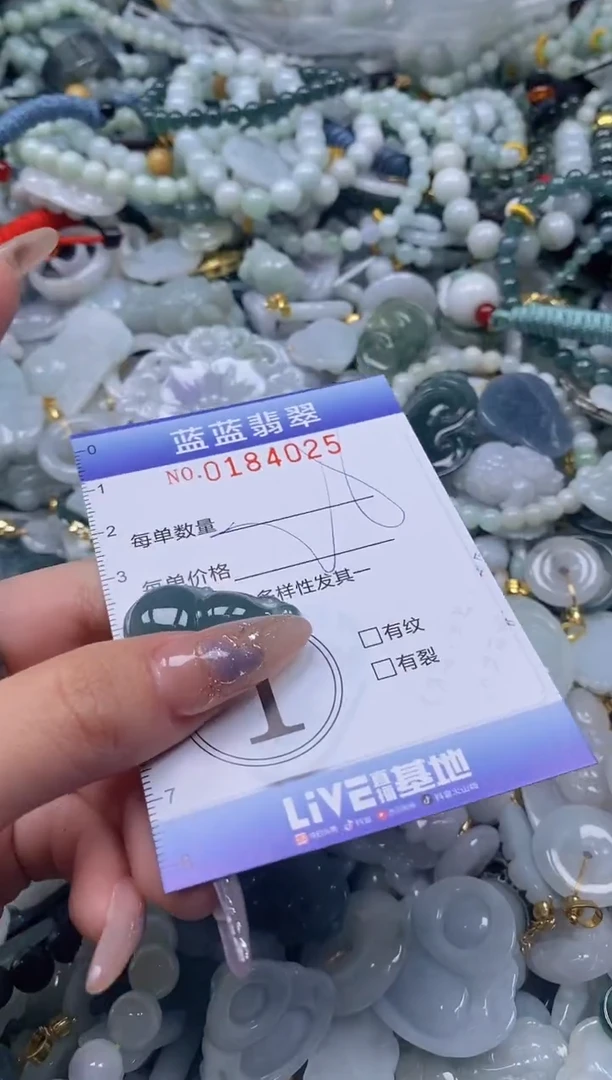 蓝蓝翡翠
NO.0184025
0
1
2
每单数量
3
每单价格
多样性发其一
有纹
有裂
1
7
LiVE直播基地